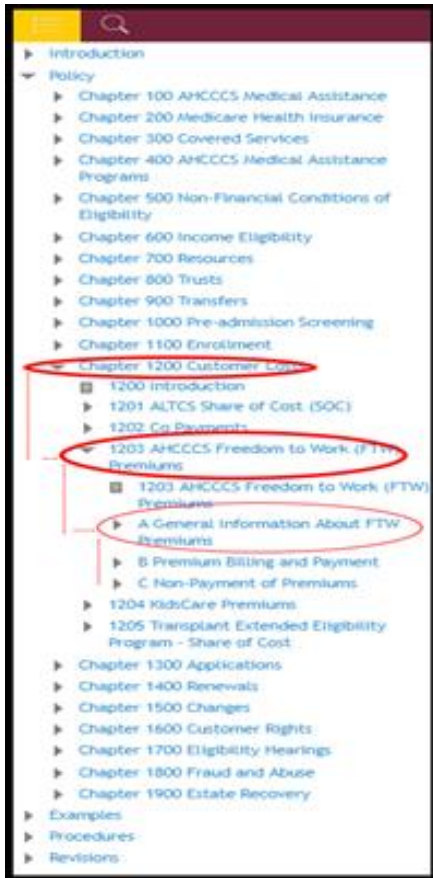 Introduction
Policy
Chapter 100 AHCCCS Medical Assistance
Chapter 200 Medicare Health Insurance
Chapter 300 Covered Services
Chapter 400 AHCCCS Medical Assistance
Programs
Chapter 500 Non-Financial Conditions of
Eligibility
Chapter 600 Income Eligibility
Chapter 700 Resources
Chapter 800 Trusts
Chapter 900 Transfers
Chapter 1000 Pre-admission Screening
Chapter 1100 Enrollment
Chapter 1200 Customer Costs
1200 Introduction
1201 ALTCS Share of Cost (SOC)
1202 Co Payments
1203 AHCCCS Freedom to Work (FTW)
Premiums
1203 AHCCCS Freedom to Work (FTW)
Premiums
A General Information About FTW
Premiums
B Premium Billing and Payment
C Non-Payment of Premiums
1204 KidsCare Premiums
1205 Transplant Extended Eligibility
Program - Share of Cost
Chapter 1300 Applications
Chapter 1400 Renewals
Chapter 1500 Changes
Chapter 1600 Customer Rights
Chapter 1700 Eligibility Hearings
Chapter 1800 Fraud and Abuse
Chapter 1900 Estate Recovery
Examples
Procedures
Revisions